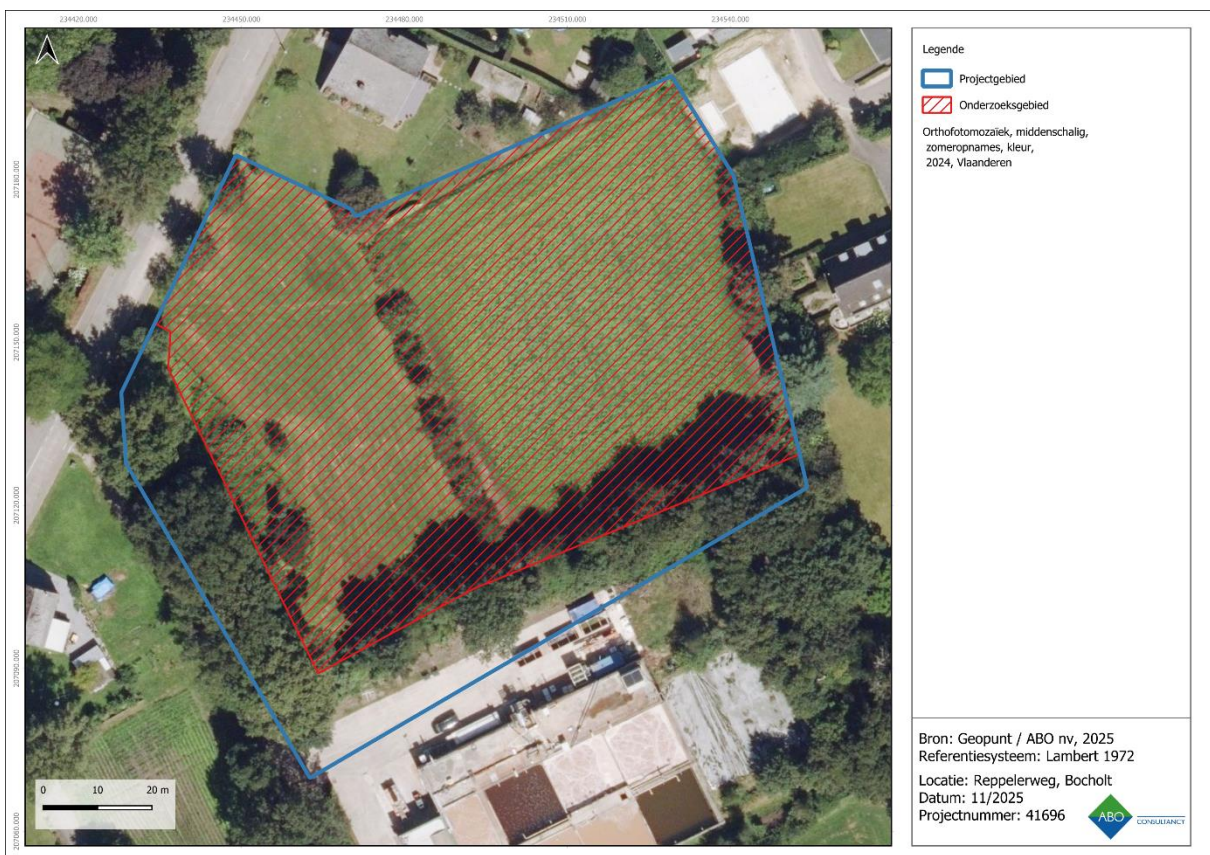 234420.000 234450.000 234480.000 234510.000 234540.000
207180.000
207150.000
207120.000
207090.000
207060.000
0 10 20 m
Legende
Projectgebied
Onderzoeksgebied
Orthofotomozaïek, middenschalig,
zomeropnames, kleur,
2024, Vlaanderen
Bron: Geopunt / ABO nv, 2025
Referentiesysteem: Lambert 1972
Locatie: Reppelerweg, Bocholt
Datum: 11/2025
Projectnummer: 41696
ABO CONSULTANCY